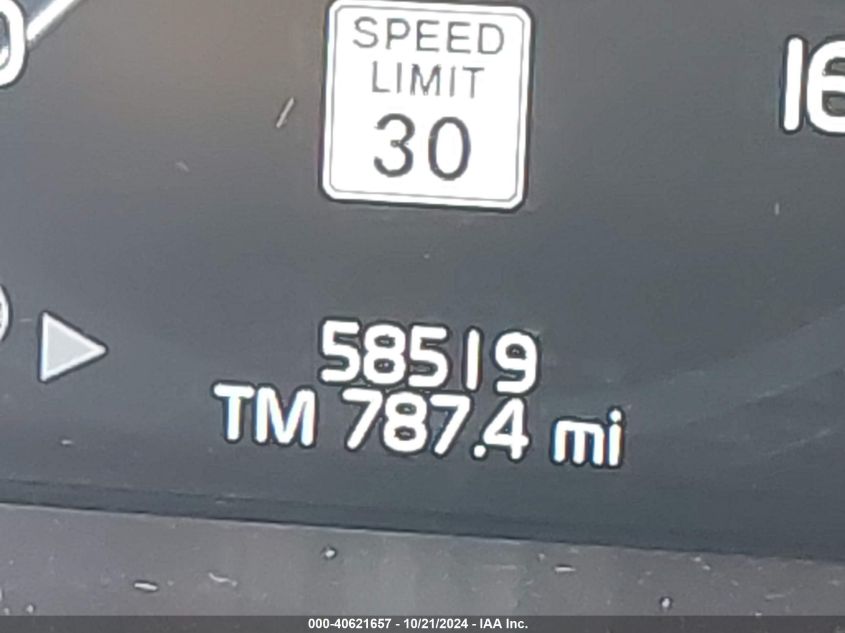 SPEED
LIMIT
30
58519
TM 787.4 mi
000-40621657 - 10/21/2024 - IAA Inc.